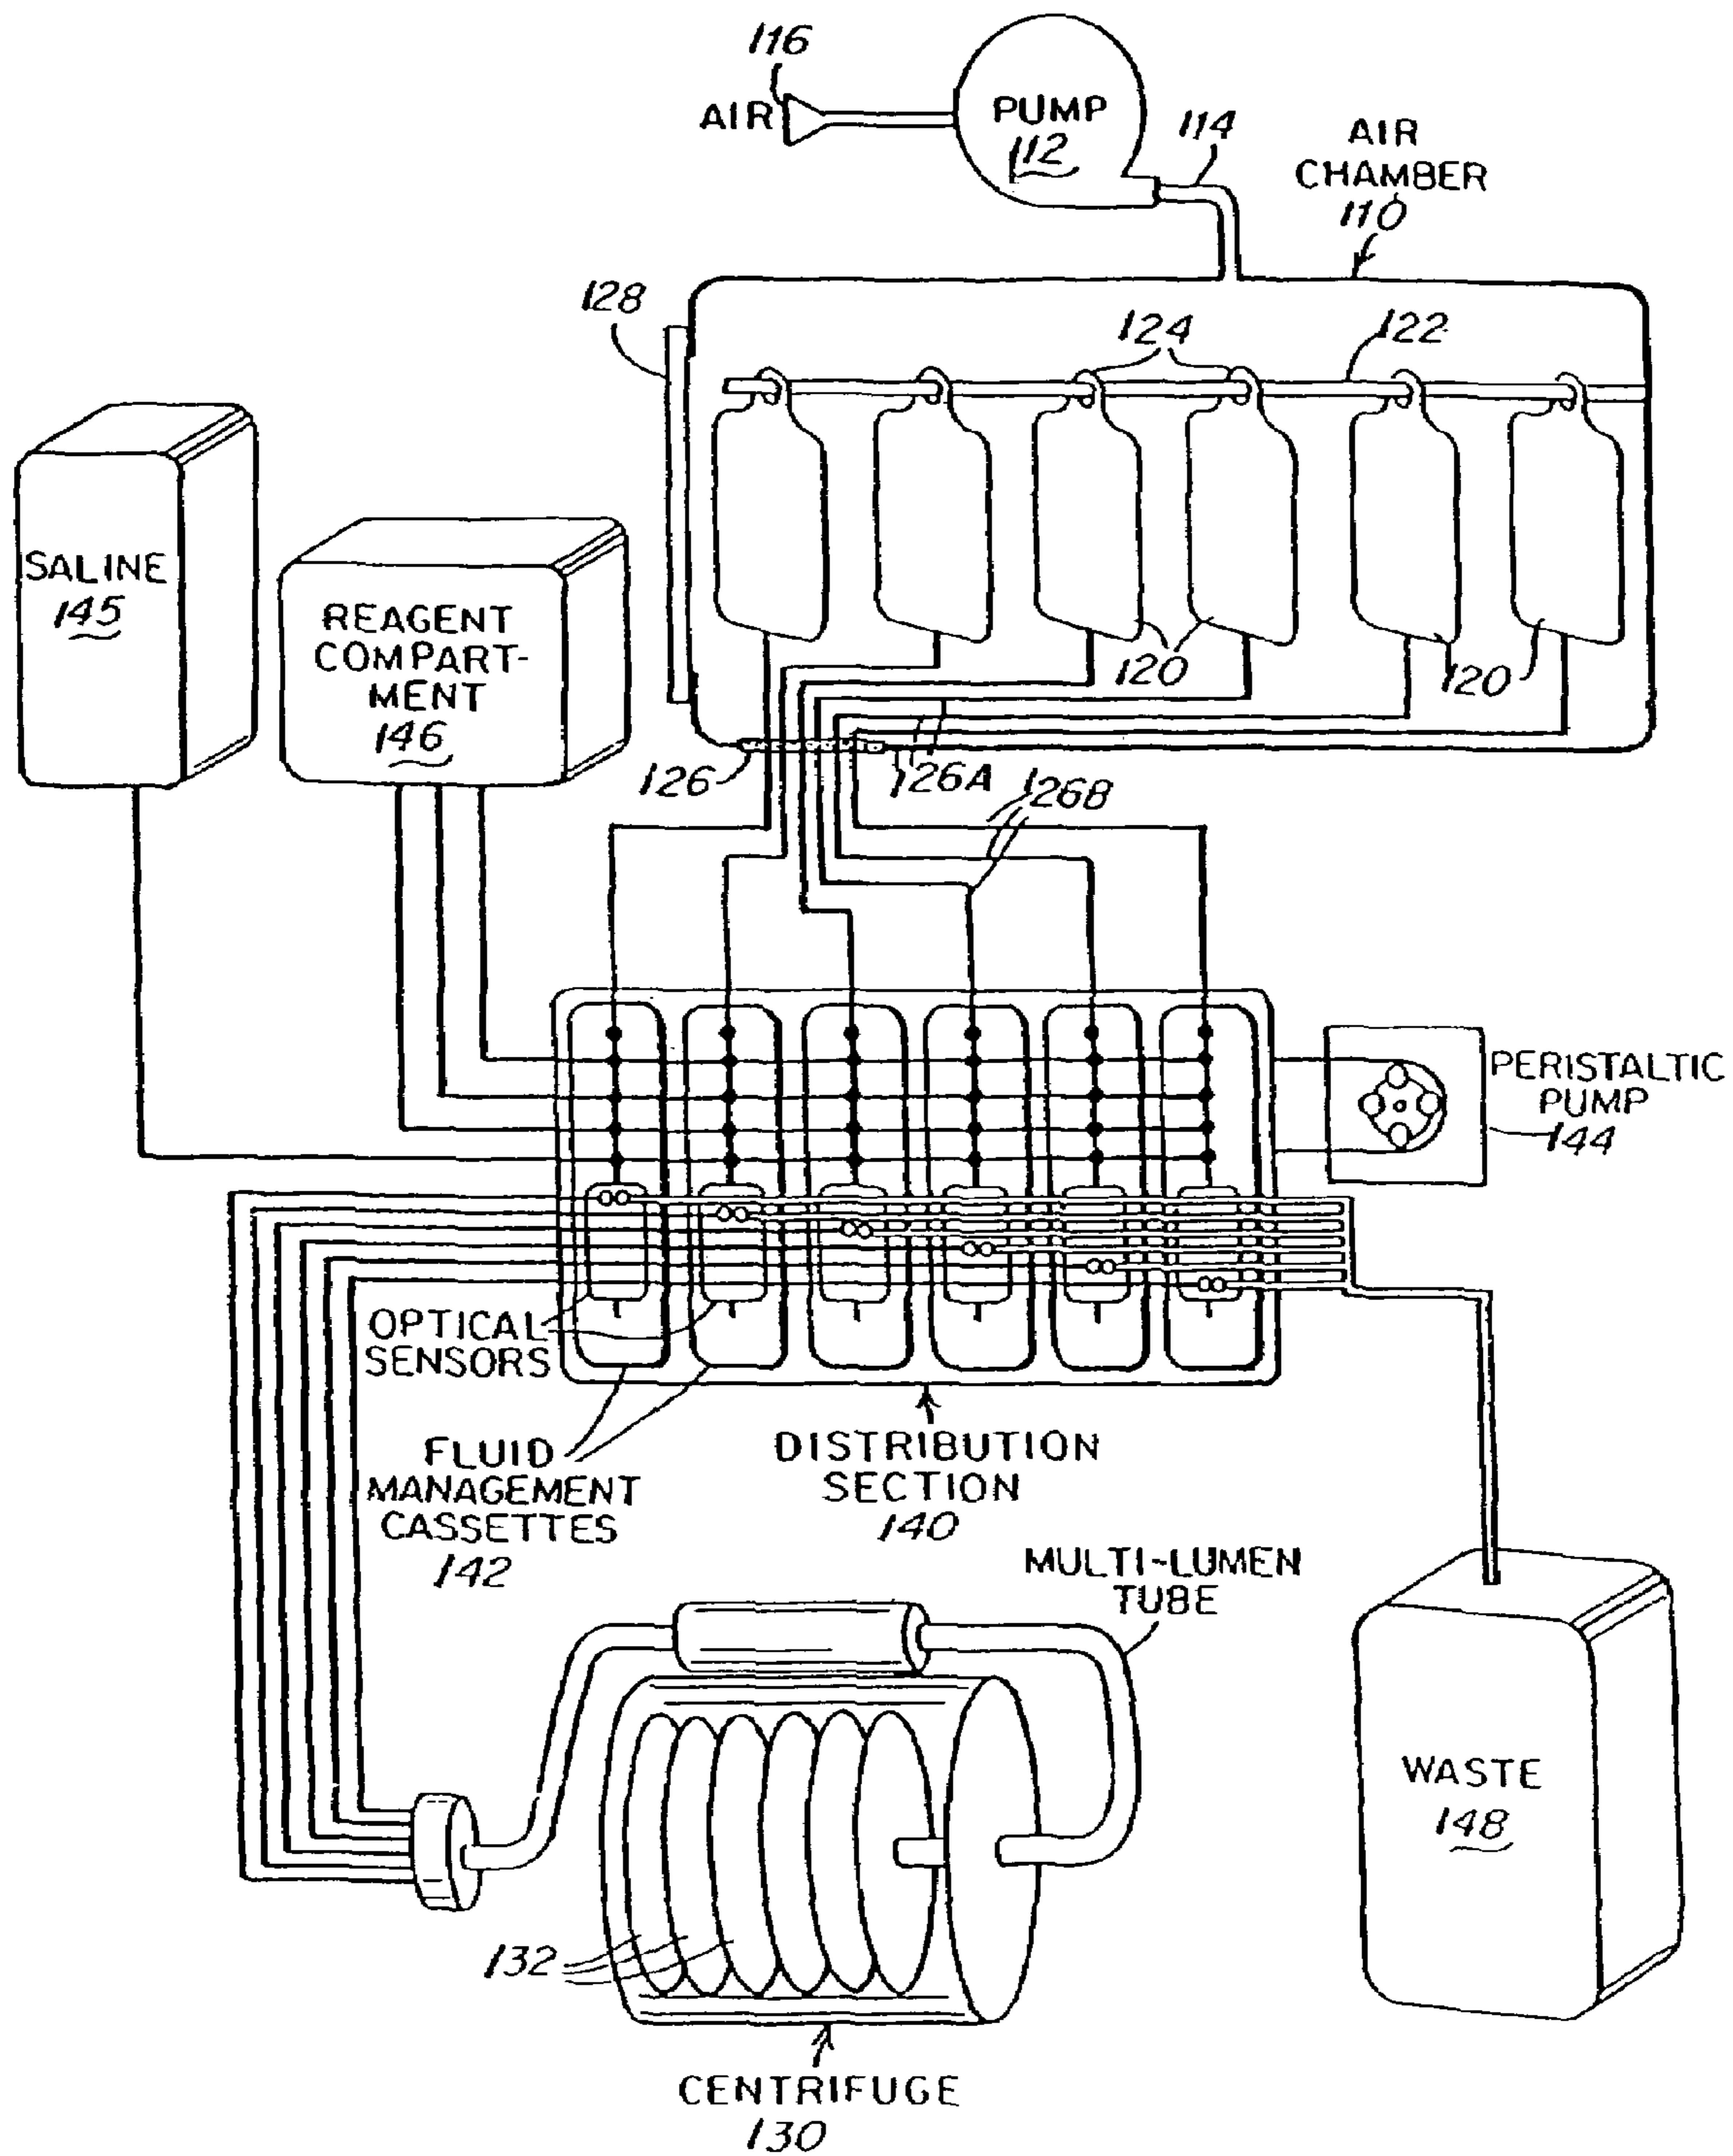 116
AIR
PUMP
112
114
AIR
CHAMBER
110
128
124
122
SALINE
145
REAGENT
COMPART-
MENT
146
120
120
126
126A
126B
PERISTALTIC
PUMP
144
OPTICAL
SENSORS
FLUID
MANAGEMENT
CASSETTES
142
DISTRIBUTION
SECTION
140
MULTI-LUMEN
TUBE
WASTE
148
132
CENTRIFUGE
130